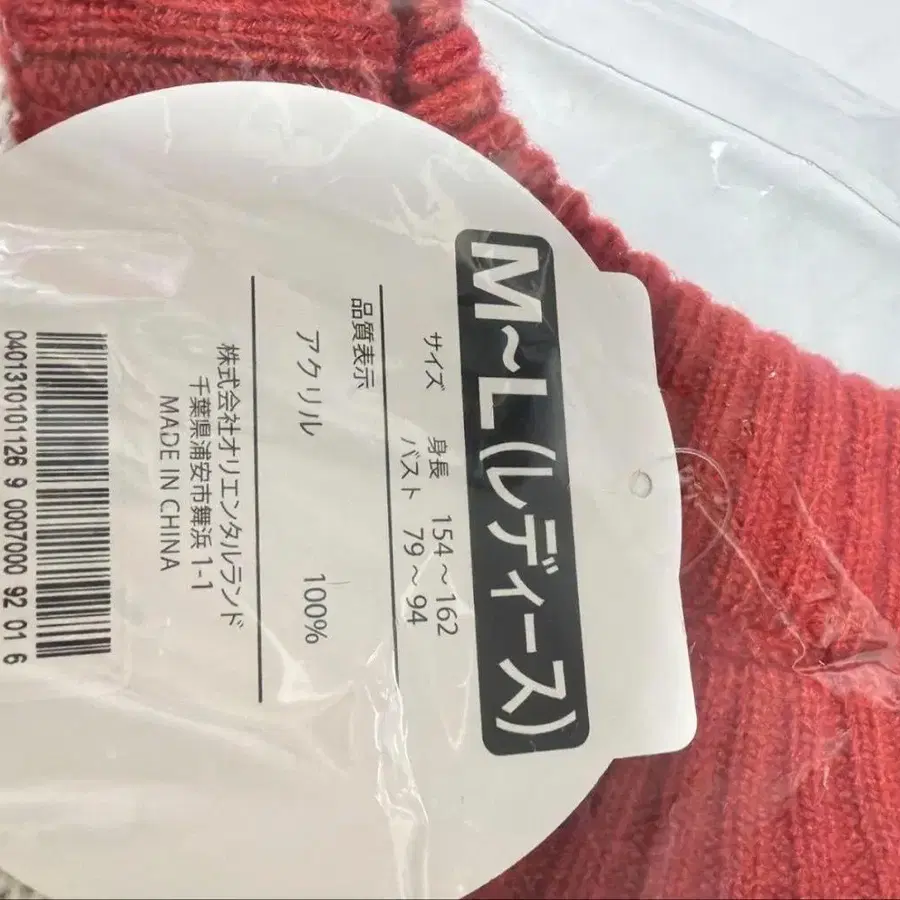 M~L(レディース)
サイズ 身長 154～162
バスト 79～94
品質表示
アクリル 100%
株式会社オリエンタルランド
千葉県浦安市舞浜 1-1
MADE IN CHINA
0401310101126 9 0007000 92 01 6